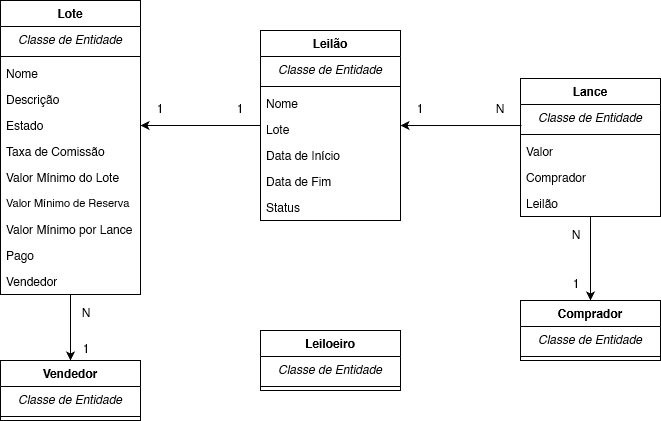 Lote
Classe de Entidade
Nome
Descrição
Estado
Taxa de Comissão
Valor Mínimo do Lote
Valor Mínimo de Reserva
Valor Mínimo por Lance
Pago
Vendedor
1
1
Leilão
Classe de Entidade
Nome
Lote
Data de Início
Data de Fim
Status
1
N
Lance
Classe de Entidade
Valor
Comprador
Leilão
N
1
N
1
Vendedor
Classe de Entidade
Leiloeiro
Classe de Entidade
Comprador
Classe de Entidade